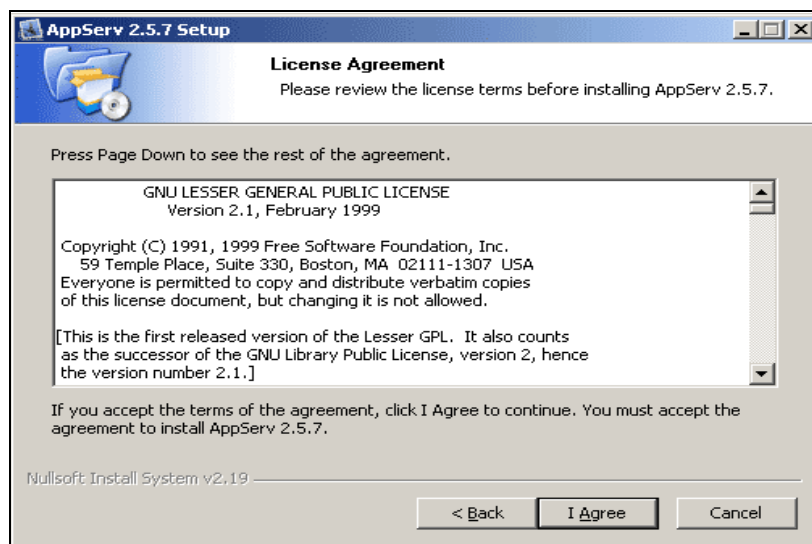 AppServ 2.5.7 Setup
License Agreement
Please review the license terms before installing AppServ 2.5.7.
Press Page Down to see the rest of the agreement.
GNU LESSER GENERAL PUBLIC LICENSE
Version 2.1, February 1999
Copyright (C) 1991, 1999 Free Software Foundation, Inc.
59 Temple Place, Suite 330, Boston, MA 02111-1307 USA
Everyone is permitted to copy and distribute verbatim copies
of this license document, but changing it is not allowed.
[This is the first released version of the Lesser GPL. It also counts
as the successor of the GNU Library Public License, version 2, hence
the version number 2.1.]
If you accept the terms of the agreement, click I Agree to continue. You must accept the
agreement to install AppServ 2.5.7.
Nullsoft Install System v2.19
< Back
I Agree
Cancel